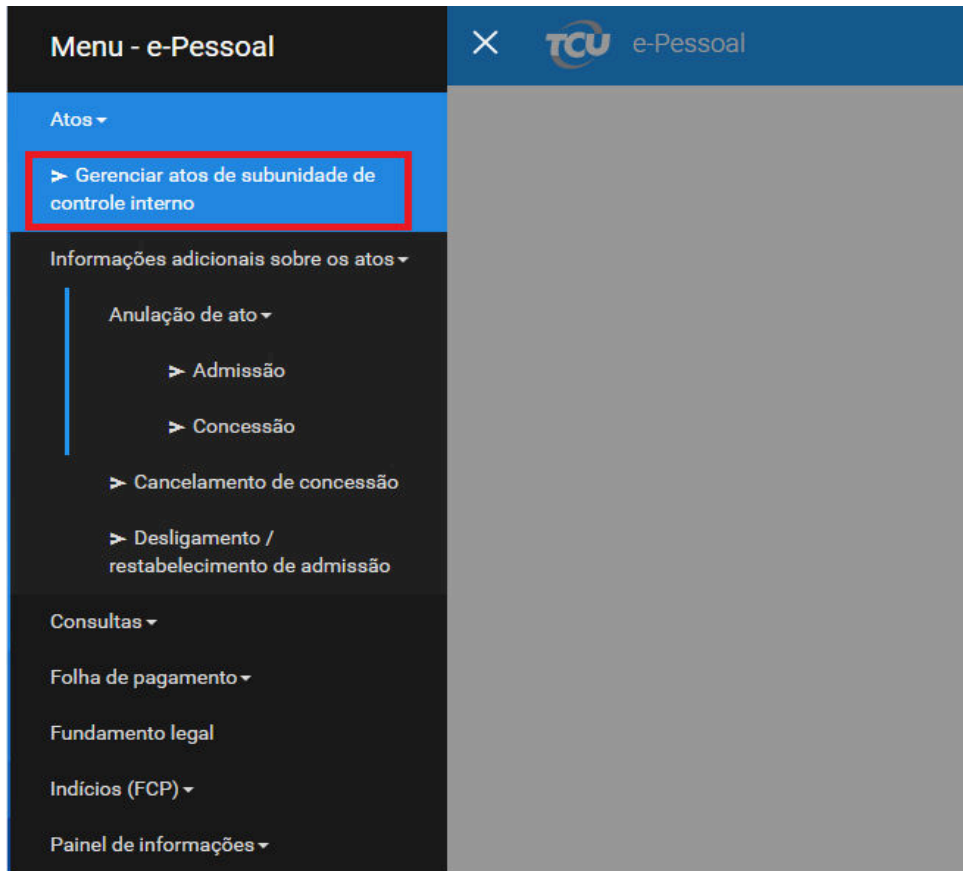 Menu - e-Pessoal
TCU e-Pessoal
Atos
Gerenciar atos de subunidade de
controle interno
Informações adicionais sobre os atos
Anulação de ato
Admissão
Concessão
Cancelamento de concessão
Desligamento /
restabelecimento de admissão
Consultas
Folha de pagamento
Fundamento legal
Indícios (FCP)
Painel de informações